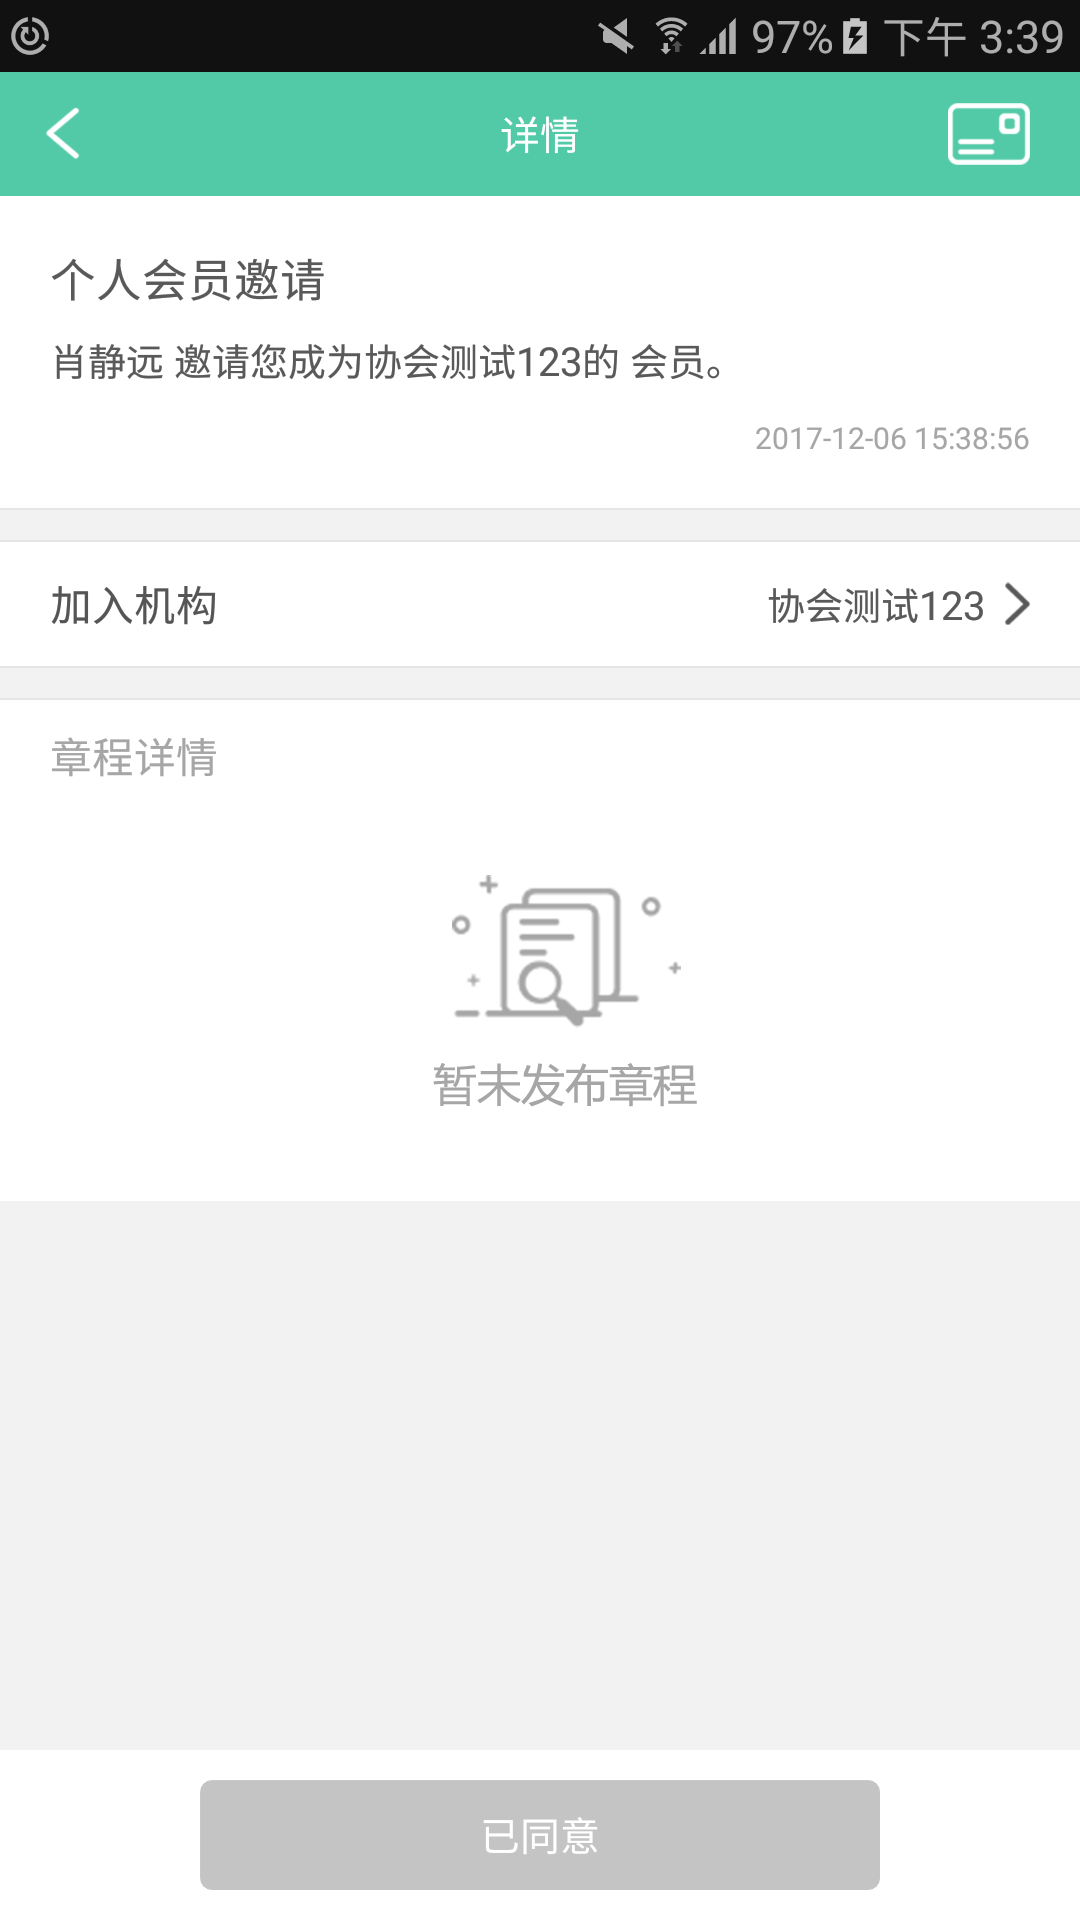 97% 下午 3:39
详情
个人会员邀请
肖静远 邀请您成为协会测试123的 会员。
2017-12-06 15:38:56
加入机构 协会测试123
章程详情
暂未发布章程
已同意